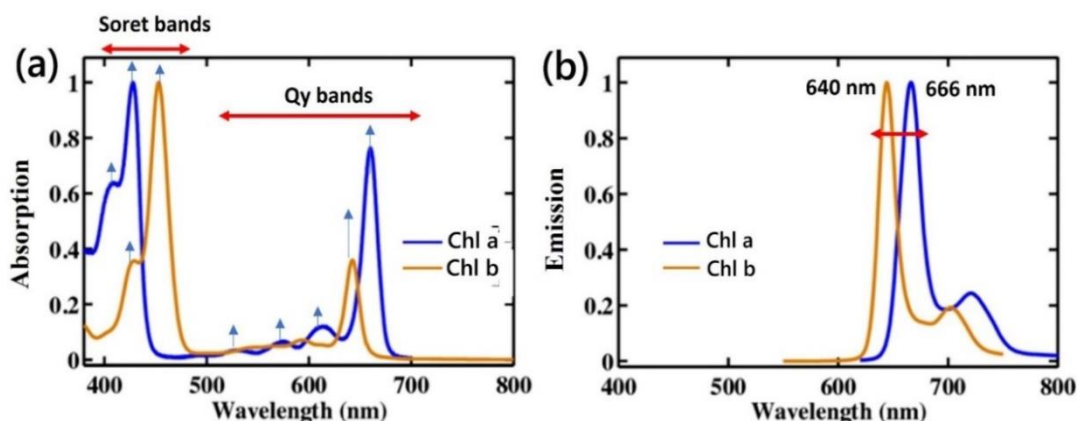 Soret bands
(a)
Qy bands
1
0.8
0.6
0.4
0.2
0
Absorption
Chl a
Chl b
400 500 600 700 800
Wavelength (nm)
(b)
640 nm 666 nm
1
0.8
0.6
0.4
0.2
0
Emission
Chl a
Chl b
400 500 600 700 800
Wavelength (nm)